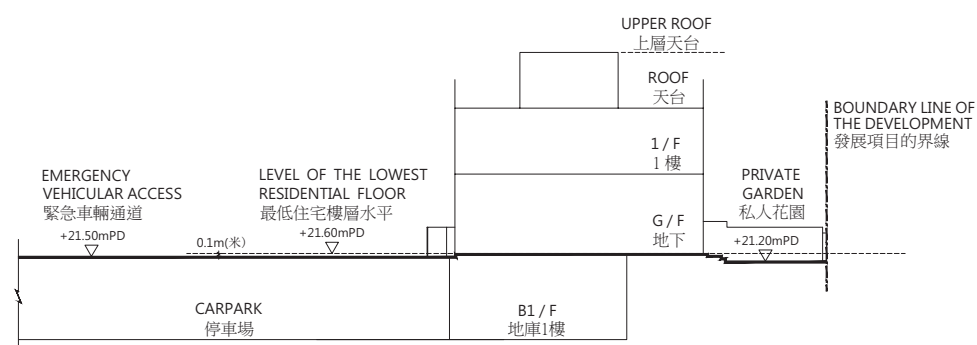 UPPER ROOF
上層天台
ROOF
天台
BOUNDARY LINE OF
THE DEVELOPMENT
發展項目的界線
1 / F
1 樓
EMERGENCY
VEHICULAR ACCESS
緊急車輛通道
+21.50mPD
LEVEL OF THE LOWEST
RESIDENTIAL FLOOR
最低住宅樓層水平
+21.60mPD
PRIVATE
GARDEN
私人花園
+21.20mPD
G / F
地下
0.1m(米)
CARPARK
停車場
B1 / F
地庫1樓